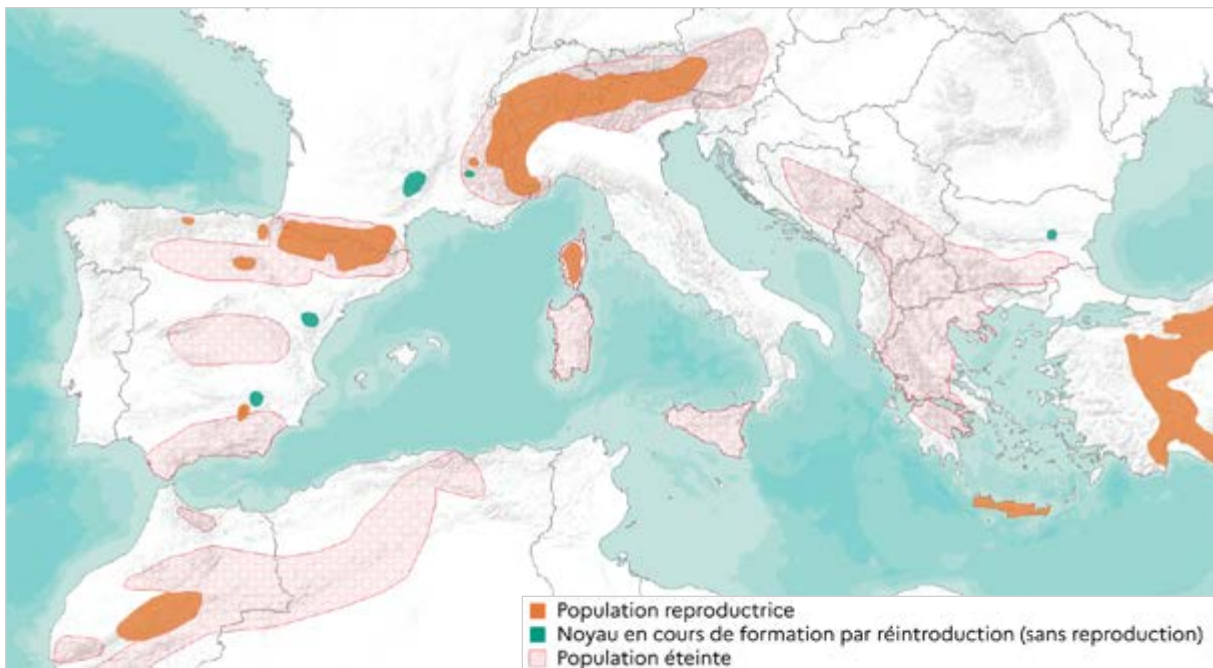 Population reproductrice
Noyau en cours de formation par réintroduction (sans reproduction)
Population éteinte